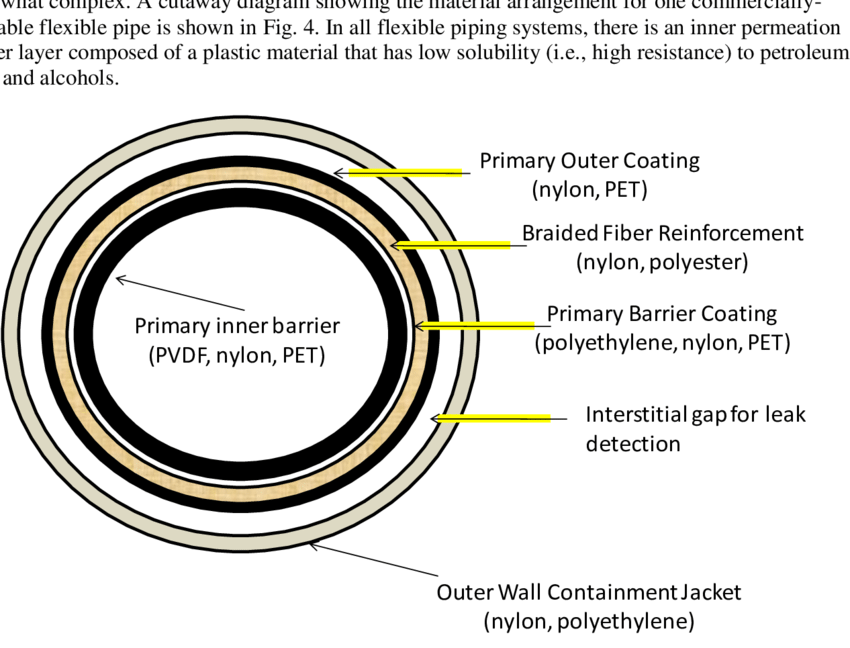 what complex. A cutaway diagram showing the material arrangement for one commercially-
able flexible pipe is shown in Fig. 4. In all flexible piping systems, there is an inner permeation
er layer composed of a plastic material that has low solubility (i.e., high resistance) to petroleum
and alcohols.
Primary Outer Coating
(nylon, PET)
Braided Fiber Reinforcement
(nylon, polyester)
Primary Barrier Coating
(polyethylene, nylon, PET)
Primary inner barrier
(PVDF, nylon, PET)
Interstitial gap for leak
detection
Outer Wall Containment Jacket
(nylon, polyethylene)